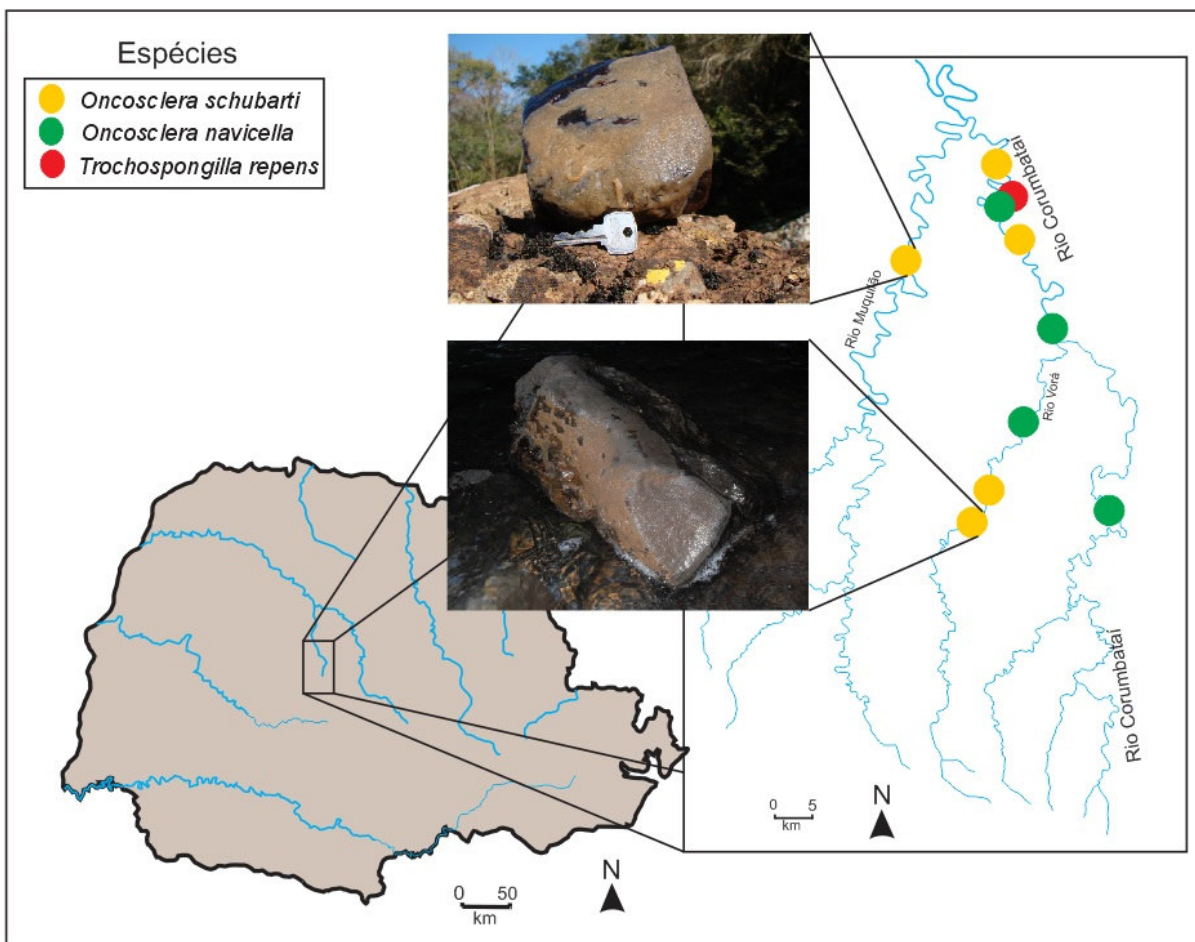 Espécies
Oncosclera schubarti
Oncosclera navicella
Trochospongilla repens
Rio Corumbataí
Rio Muquilão
Rio Vorá
Rio Corumbataí
0 5
km
N
0 50
km
N